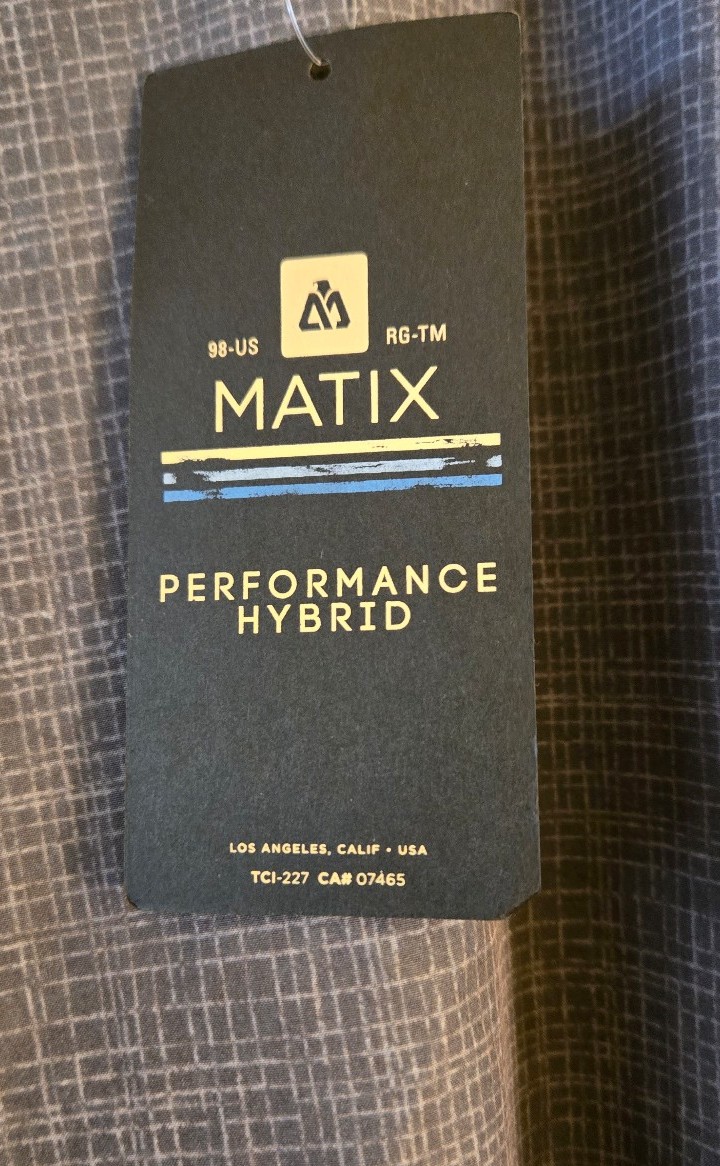 98-US RG-TM
MATIX
PERFORMANCE
HYBRID
LOS ANGELES, CALIF • USA
TCI-227 CA# 07465